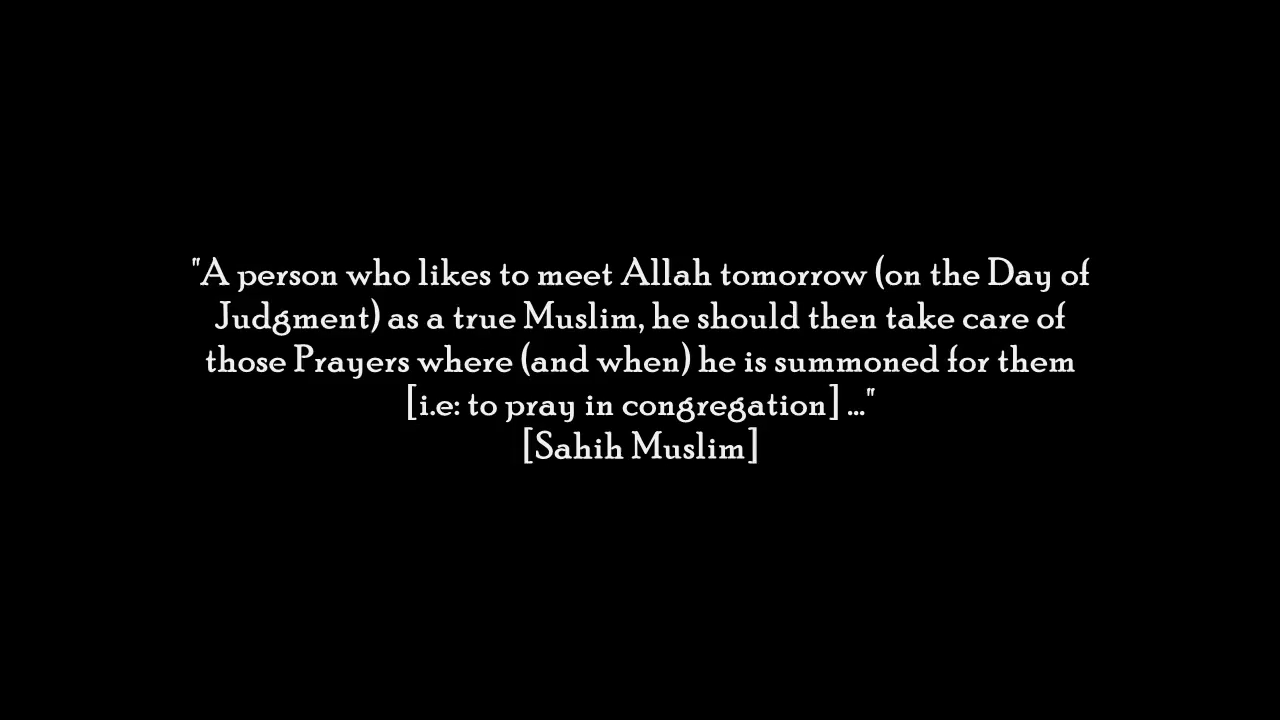 "A person who likes to meet Allah tomorrow (on the Day of
Judgment) as a true Muslim, he should then take care of
those Prayers where (and when) he is summoned for them
[i.e: to pray in congregation] ..."
[Sahih Muslim]